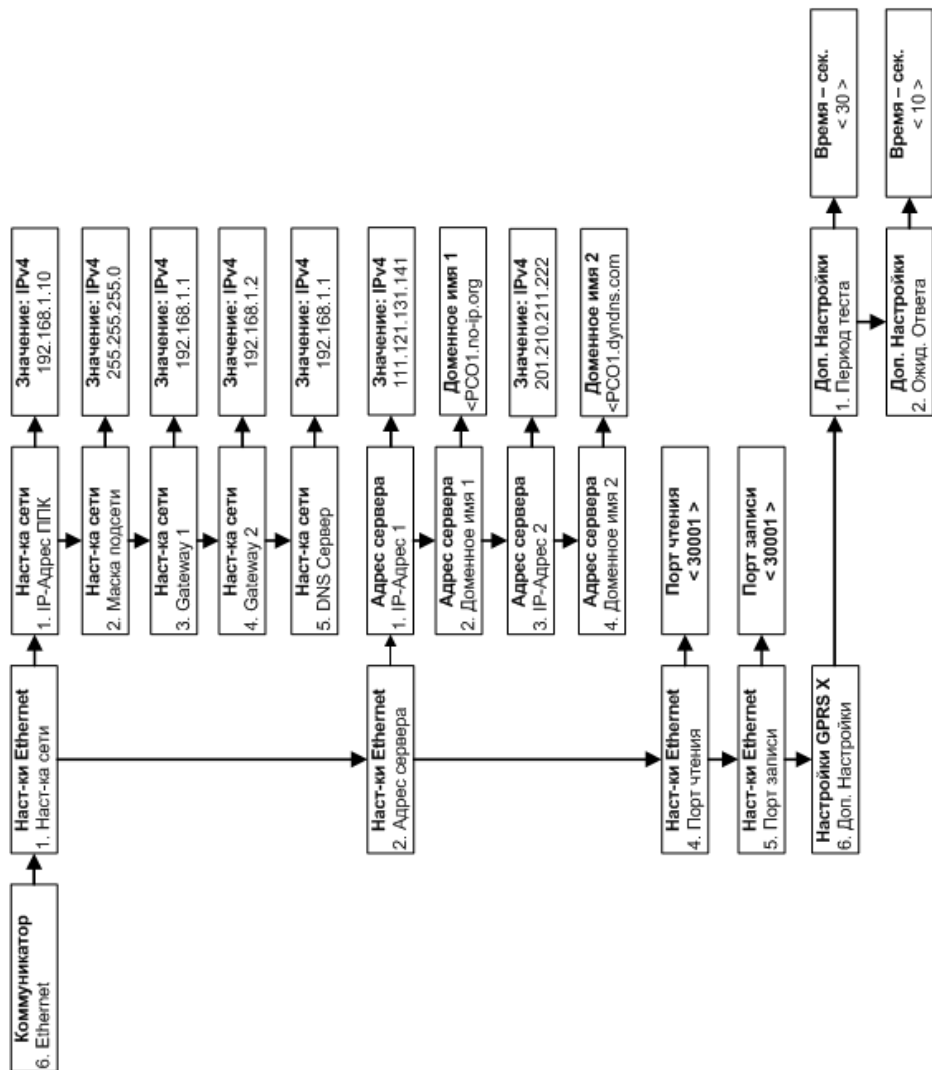 Коммуникатор
6. Ethernet
Наст-ки Ethernet
1. Наст-ка сети
Наст-ка сети
1. IP-Адрес ППК
Значение: IPv4
192.168.1.10
Наст-ка сети
2. Маска подсети
Значение: IPv4
255.255.255.0
Наст-ка сети
3. Gateway 1
Значение: IPv4
192.168.1.1
Наст-ка сети
4. Gateway 2
Значение: IPv4
192.168.1.2
Наст-ка сети
5. DNS Сервер
Значение: IPv4
192.168.1.1
Наст-ки Ethernet
2. Адрес сервера
Адрес сервера
1. IP-Адрес 1
Значение: IPv4
111.121.131.141
Адрес сервера
2. Доменное имя 1
Доменное имя 1
<PCO1.no-ip.org
Адрес сервера
3. IP-Адрес 2
Значение: IPv4
201.210.211.222
Адрес сервера
4. Доменное имя 2
Доменное имя 2
<PCO1.dyndns.com
Наст-ки Ethernet
4. Порт чтения
Порт чтения
< 30001 >
Наст-ки Ethernet
5. Порт записи
Порт записи
< 30001 >
Настройки GPRS X
6. Доп. Настройки
Доп. Настройки
1. Период теста
Время – сек.
< 30 >
Доп. Настройки
2. Ожид. Ответа
Время – сек.
< 10 >